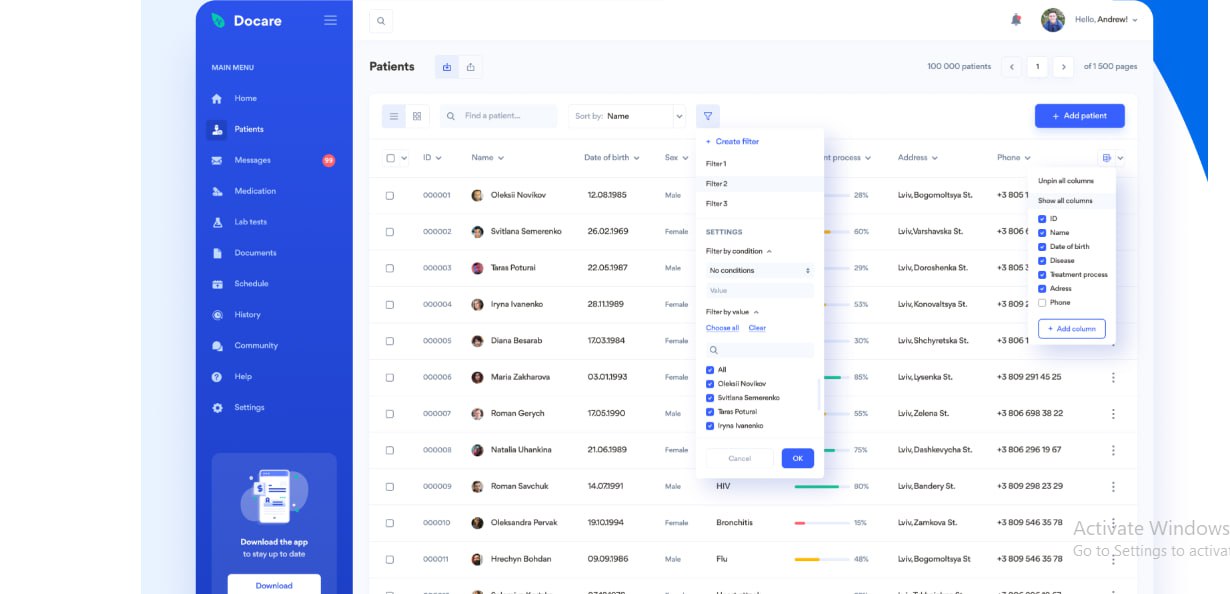 Docare
Hello, Andrew!
MAIN MENU
Home
Patients
Messages 99
Medication
Lab tests
Documents
Schedule
History
Community
Help
Settings
Download the app
to stay up to date
Download
Patients
100 000 patients 1 of 1 500 pages
Find a patient...
Sort by: Name
+ Add patient
ID Name Date of birth Sex nt process Address Phone
000001 Oleksii Novikov 12.08.1985 Male 28% Lviv, Bogomoltsya St. +3 805 1
000002 Svitlana Semerenko 26.02.1969 Female 60% Lviv, Varshavska St. +3 806 6
000003 Taras Poturai 22.05.1987 Male 29% Lviv, Doroshenka St. +3 805 3
000004 Iryna Ivanenko 28.11.1989 Female 53% Lviv, Konovaltsya St. +3 809 2
000005 Diana Besarab 17.03.1984 Female 30% Lviv, Shchyretska St. +3 806 1
000006 Maria Zakharova 03.01.1993 Female 85% Lviv, Lysenka St. +3 809 291 45 25
000007 Roman Gerych 17.05.1990 Male 55% Lviv, Zelena St. +3 806 698 38 22
000008 Natalia Uhankina 21.06.1989 Female 75% Lviv, Dashkevycha St. +3 806 296 19 67
000009 Roman Savchuk 14.07.1991 Male HIV 80% Lviv, Bandery St. +3 809 298 23 29
000010 Oleksandra Pervak 19.10.1994 Female Bronchitis 15% Lviv, Zamkova St. +3 809 546 35 78
000011 Hrechyn Bohdan 09.09.1986 Male Flu 48% Lviv, Bogomoltsya St +3 809 546 35 78
+ Create filter
Filter 1
Filter 2
Filter 3
SETTINGS
Filter by condition
No conditions
Value
Filter by value
Choose all Clear
All
Oleksii Novikov
Svitlana Semerenko
Taras Poturai
Iryna Ivanenko
Cancel OK
Unpin all columns
Show all columns
ID
Name
Date of birth
Disease
Treatment process
Adress
Phone
+ Add column
Activate Windows
Go to Settings to activa